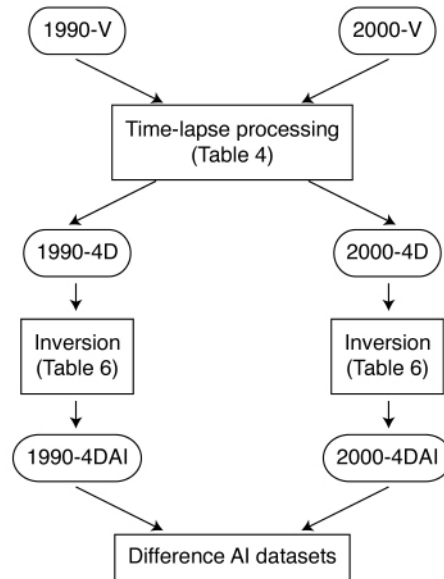 1990-V
2000-V
Time-lapse processing
(Table 4)
1990-4D
2000-4D
Inversion
(Table 6)
Inversion
(Table 6)
1990-4DAI
2000-4DAI
Difference AI datasets